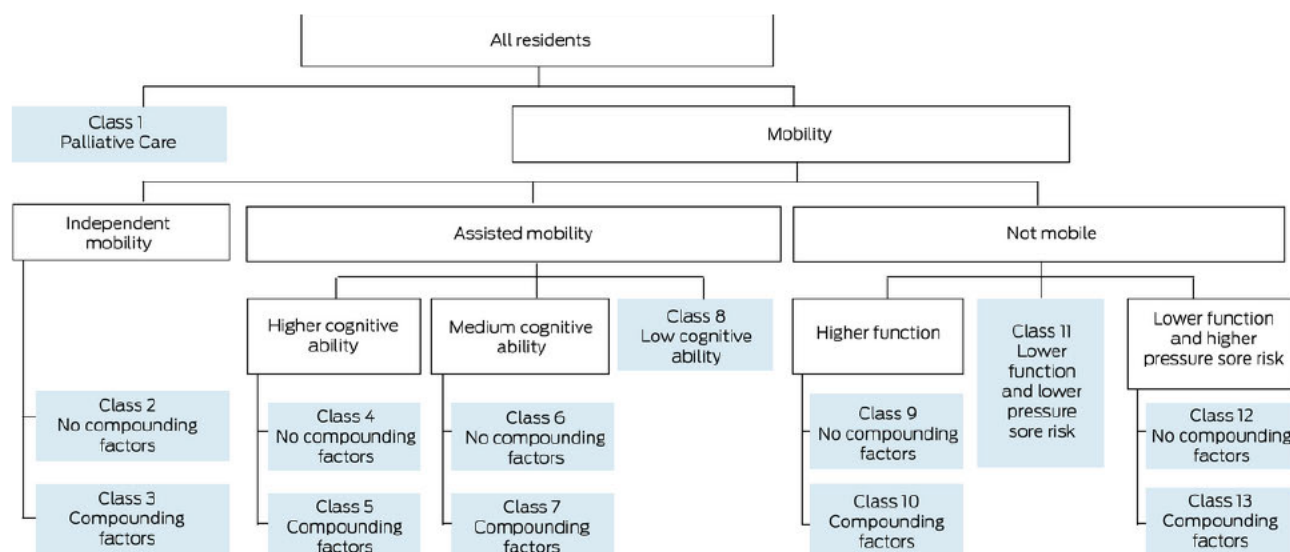 All residents
Class 1
Palliative Care
Mobility
Independent
mobility
Assisted mobility
Not mobile
Higher cognitive
ability
Medium cognitive
ability
Class 8
Low cognitive
ability
Higher function
Class 11
Lower
function
and lower
pressure
sore risk
Lower function
and higher
pressure sore risk
Class 2
No compounding
factors
Class 4
No compounding
factors
Class 6
No compounding
factors
Class 9
No compounding
factors
Class 12
No compounding
factors
Class 3
Compounding
factors
Class 5
Compounding
factors
Class 7
Compounding
factors
Class 10
Compounding
factors
Class 13
Compounding
factors